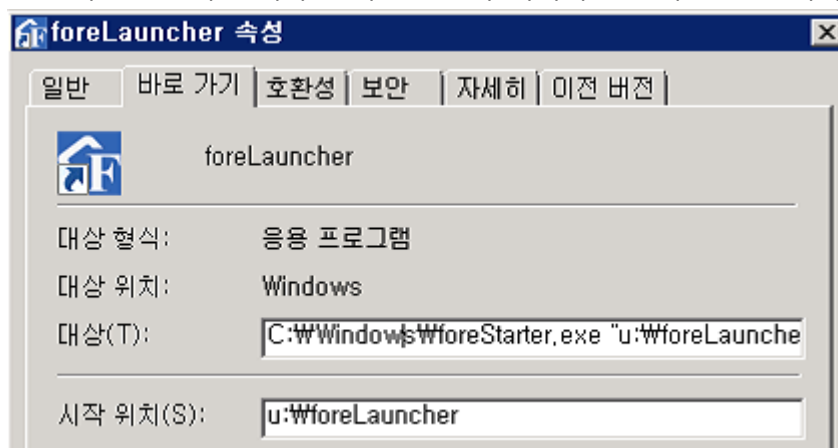 foreLauncher 속성
일반 바로 가기 호환성 보안 자세히 이전 버전
foreLauncher
대상 형식: 응용 프로그램
대상 위치: Windows
대상(T): C:₩Windows₩foreStarter.exe "u:₩foreLaunche
시작 위치(S): u:₩foreLauncher